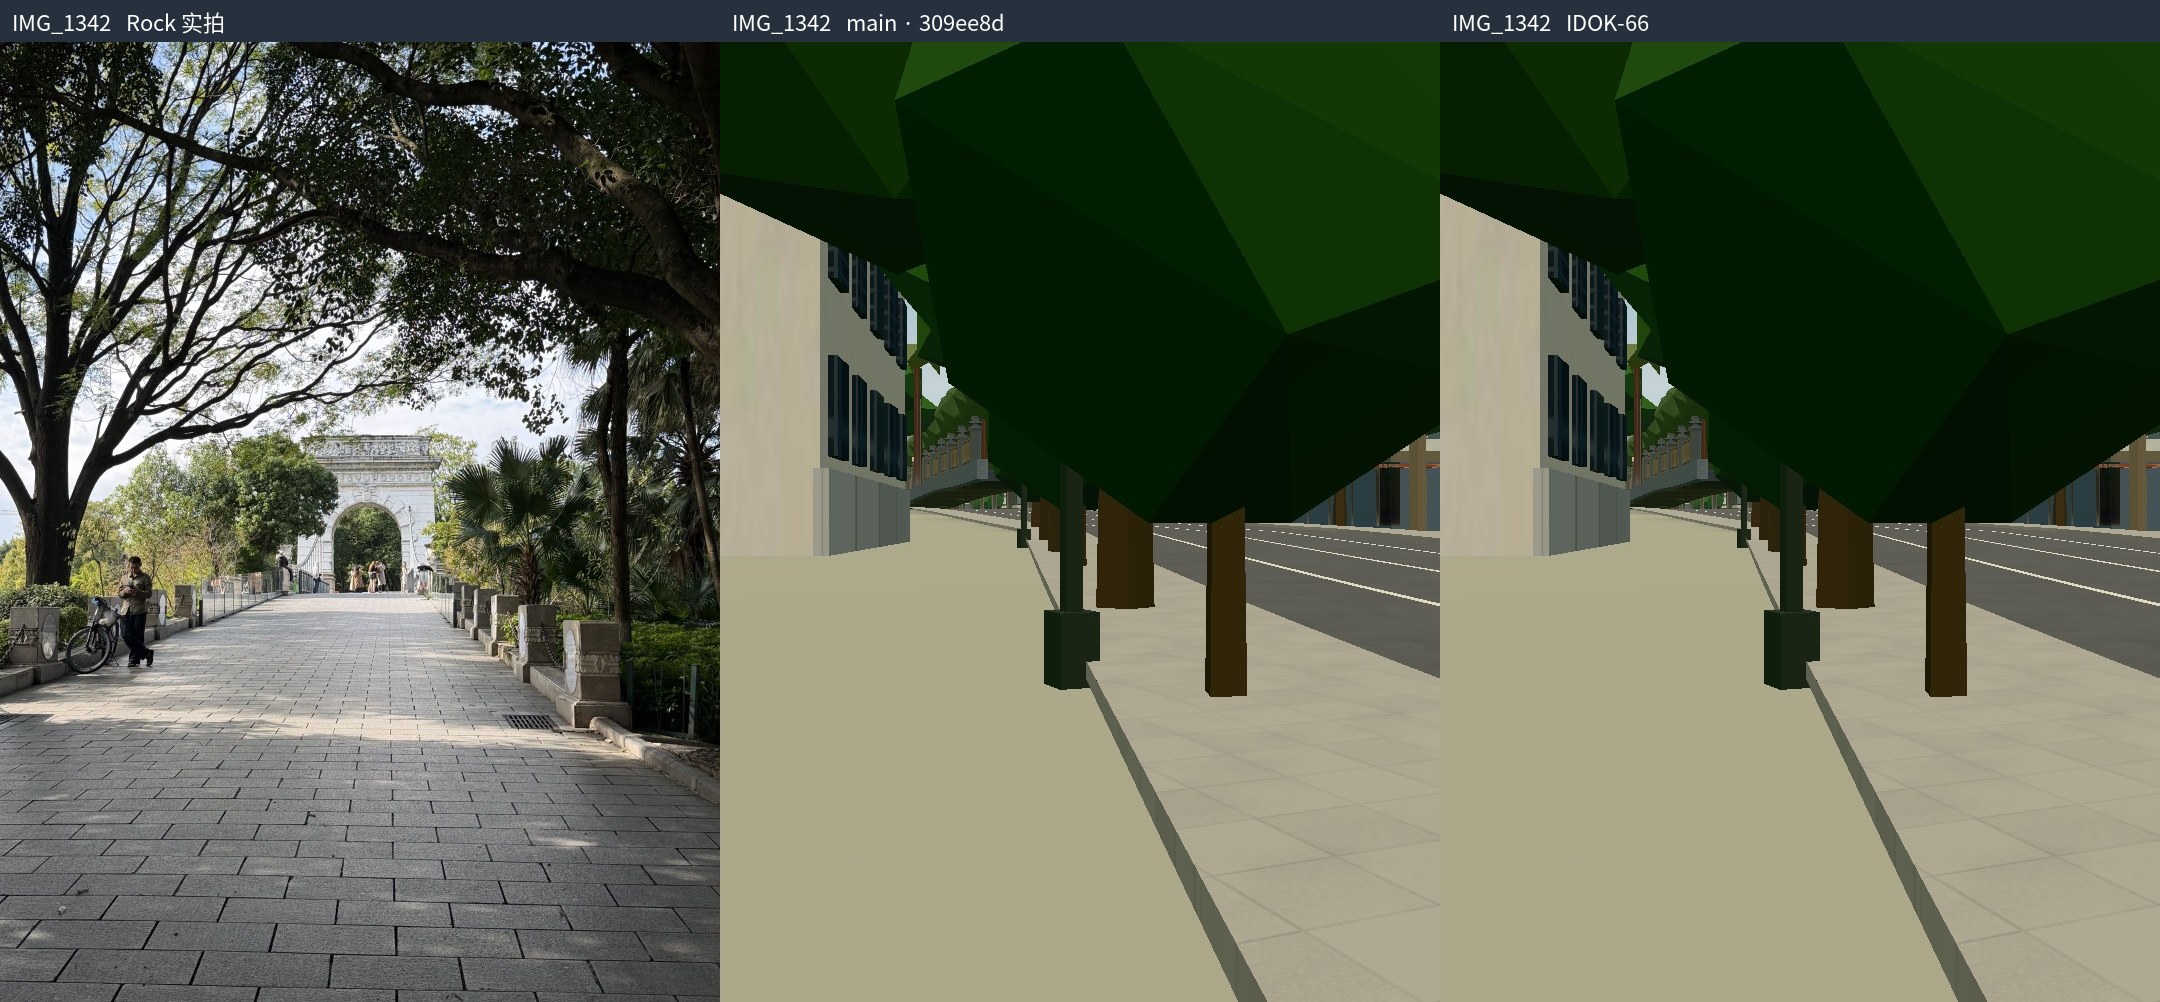 IMG_1342 Rock 实拍
IMG_1342 main · 309ee8d
IMG_1342 IDOK-66